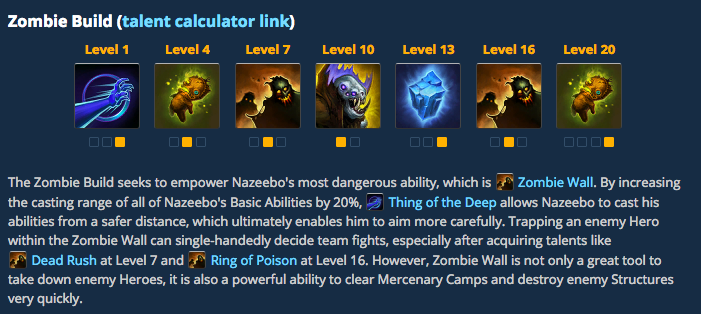 Zombie Build (talent calculator link)
Level 1 Level 4 Level 7 Level 10 Level 13 Level 16 Level 20
The Zombie Build seeks to empower Nazeebo's most dangerous ability, which is Zombie Wall. By increasing
the casting range of all of Nazeebo's Basic Abilities by 20%, Thing of the Deep allows Nazeebo to cast his
abilities from a safer distance, which ultimately enables him to aim more carefully. Trapping an enemy Hero
within the Zombie Wall can single-handedly decide team fights, especially after acquiring talents like
Dead Rush at Level 7 and Ring of Poison at Level 16. However, Zombie Wall is not only a great tool to
take down enemy Heroes, it is also a powerful ability to clear Mercenary Camps and destroy enemy Structures
very quickly.